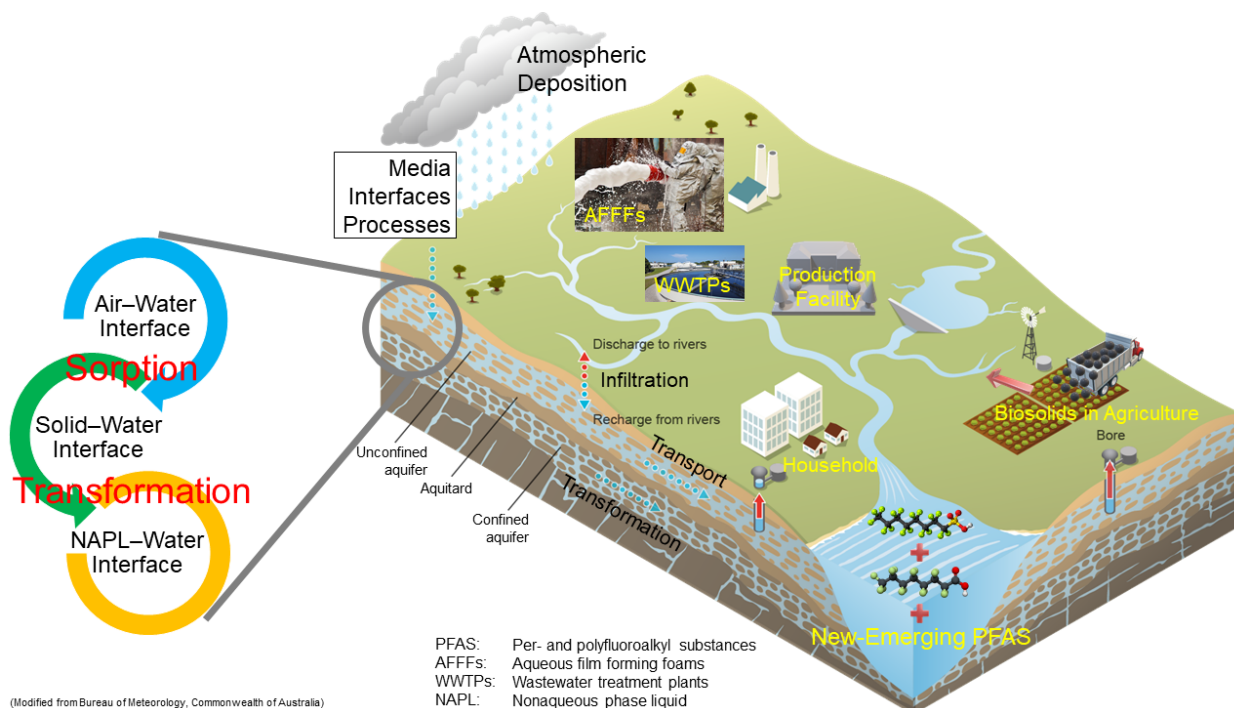 Atmospheric
Deposition
Media
Interfaces
Processes
AFFFs
WWTPs
Production
Facility
Air–Water
Interface
Sorption
Solid–Water
Interface
Transformation
NAPL–Water
Interface
Discharge to rivers
Infiltration
Recharge from rivers
Unconfined
aquifer
Aquitard
Confined
aquifer
Transport
Transformation
Household
Biosolids in Agriculture
Bore
New-Emerging PFAS
PFAS: Per- and polyfluoroalkyl substances
AFFFs: Aqueous film forming foams
WWTPs: Wastewater treatment plants
NAPL: Nonaqueous phase liquid
(Modified from Bureau of Meteorology, Commonwealth of Australia)